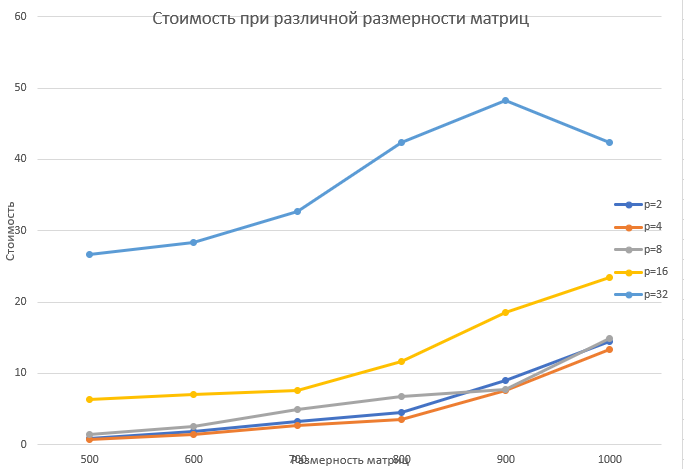 Стоимость при различной размерности матриц
60
50
40
30
20
10
0
Стоимость
500 600 700 800 900 1000
Размерность матриц
p=2
p=4
p=8
p=16
p=32